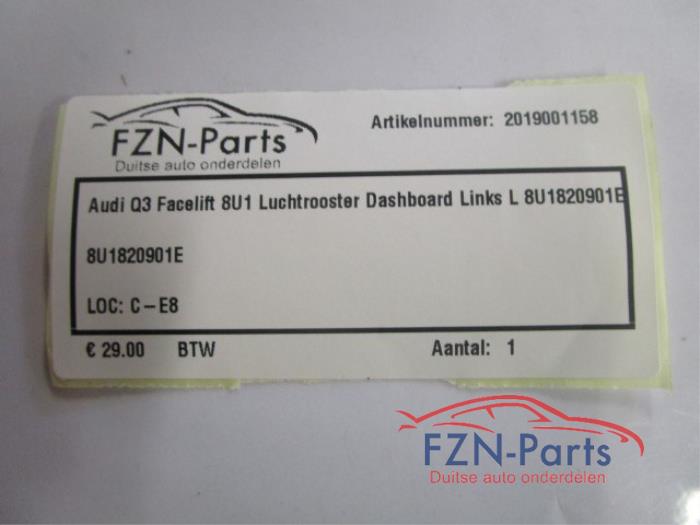 FZN-Parts
Duitse auto onderdelen
Artikelnummer: 2019001158
Audi Q3 Facelift 8U1 Luchtrooster Dashboard Links L 8U1820901E
8U1820901E
LOC: C-E8
€ 29.00 BTW Aantal: 1
FZN-Parts
Duitse auto onderdelen